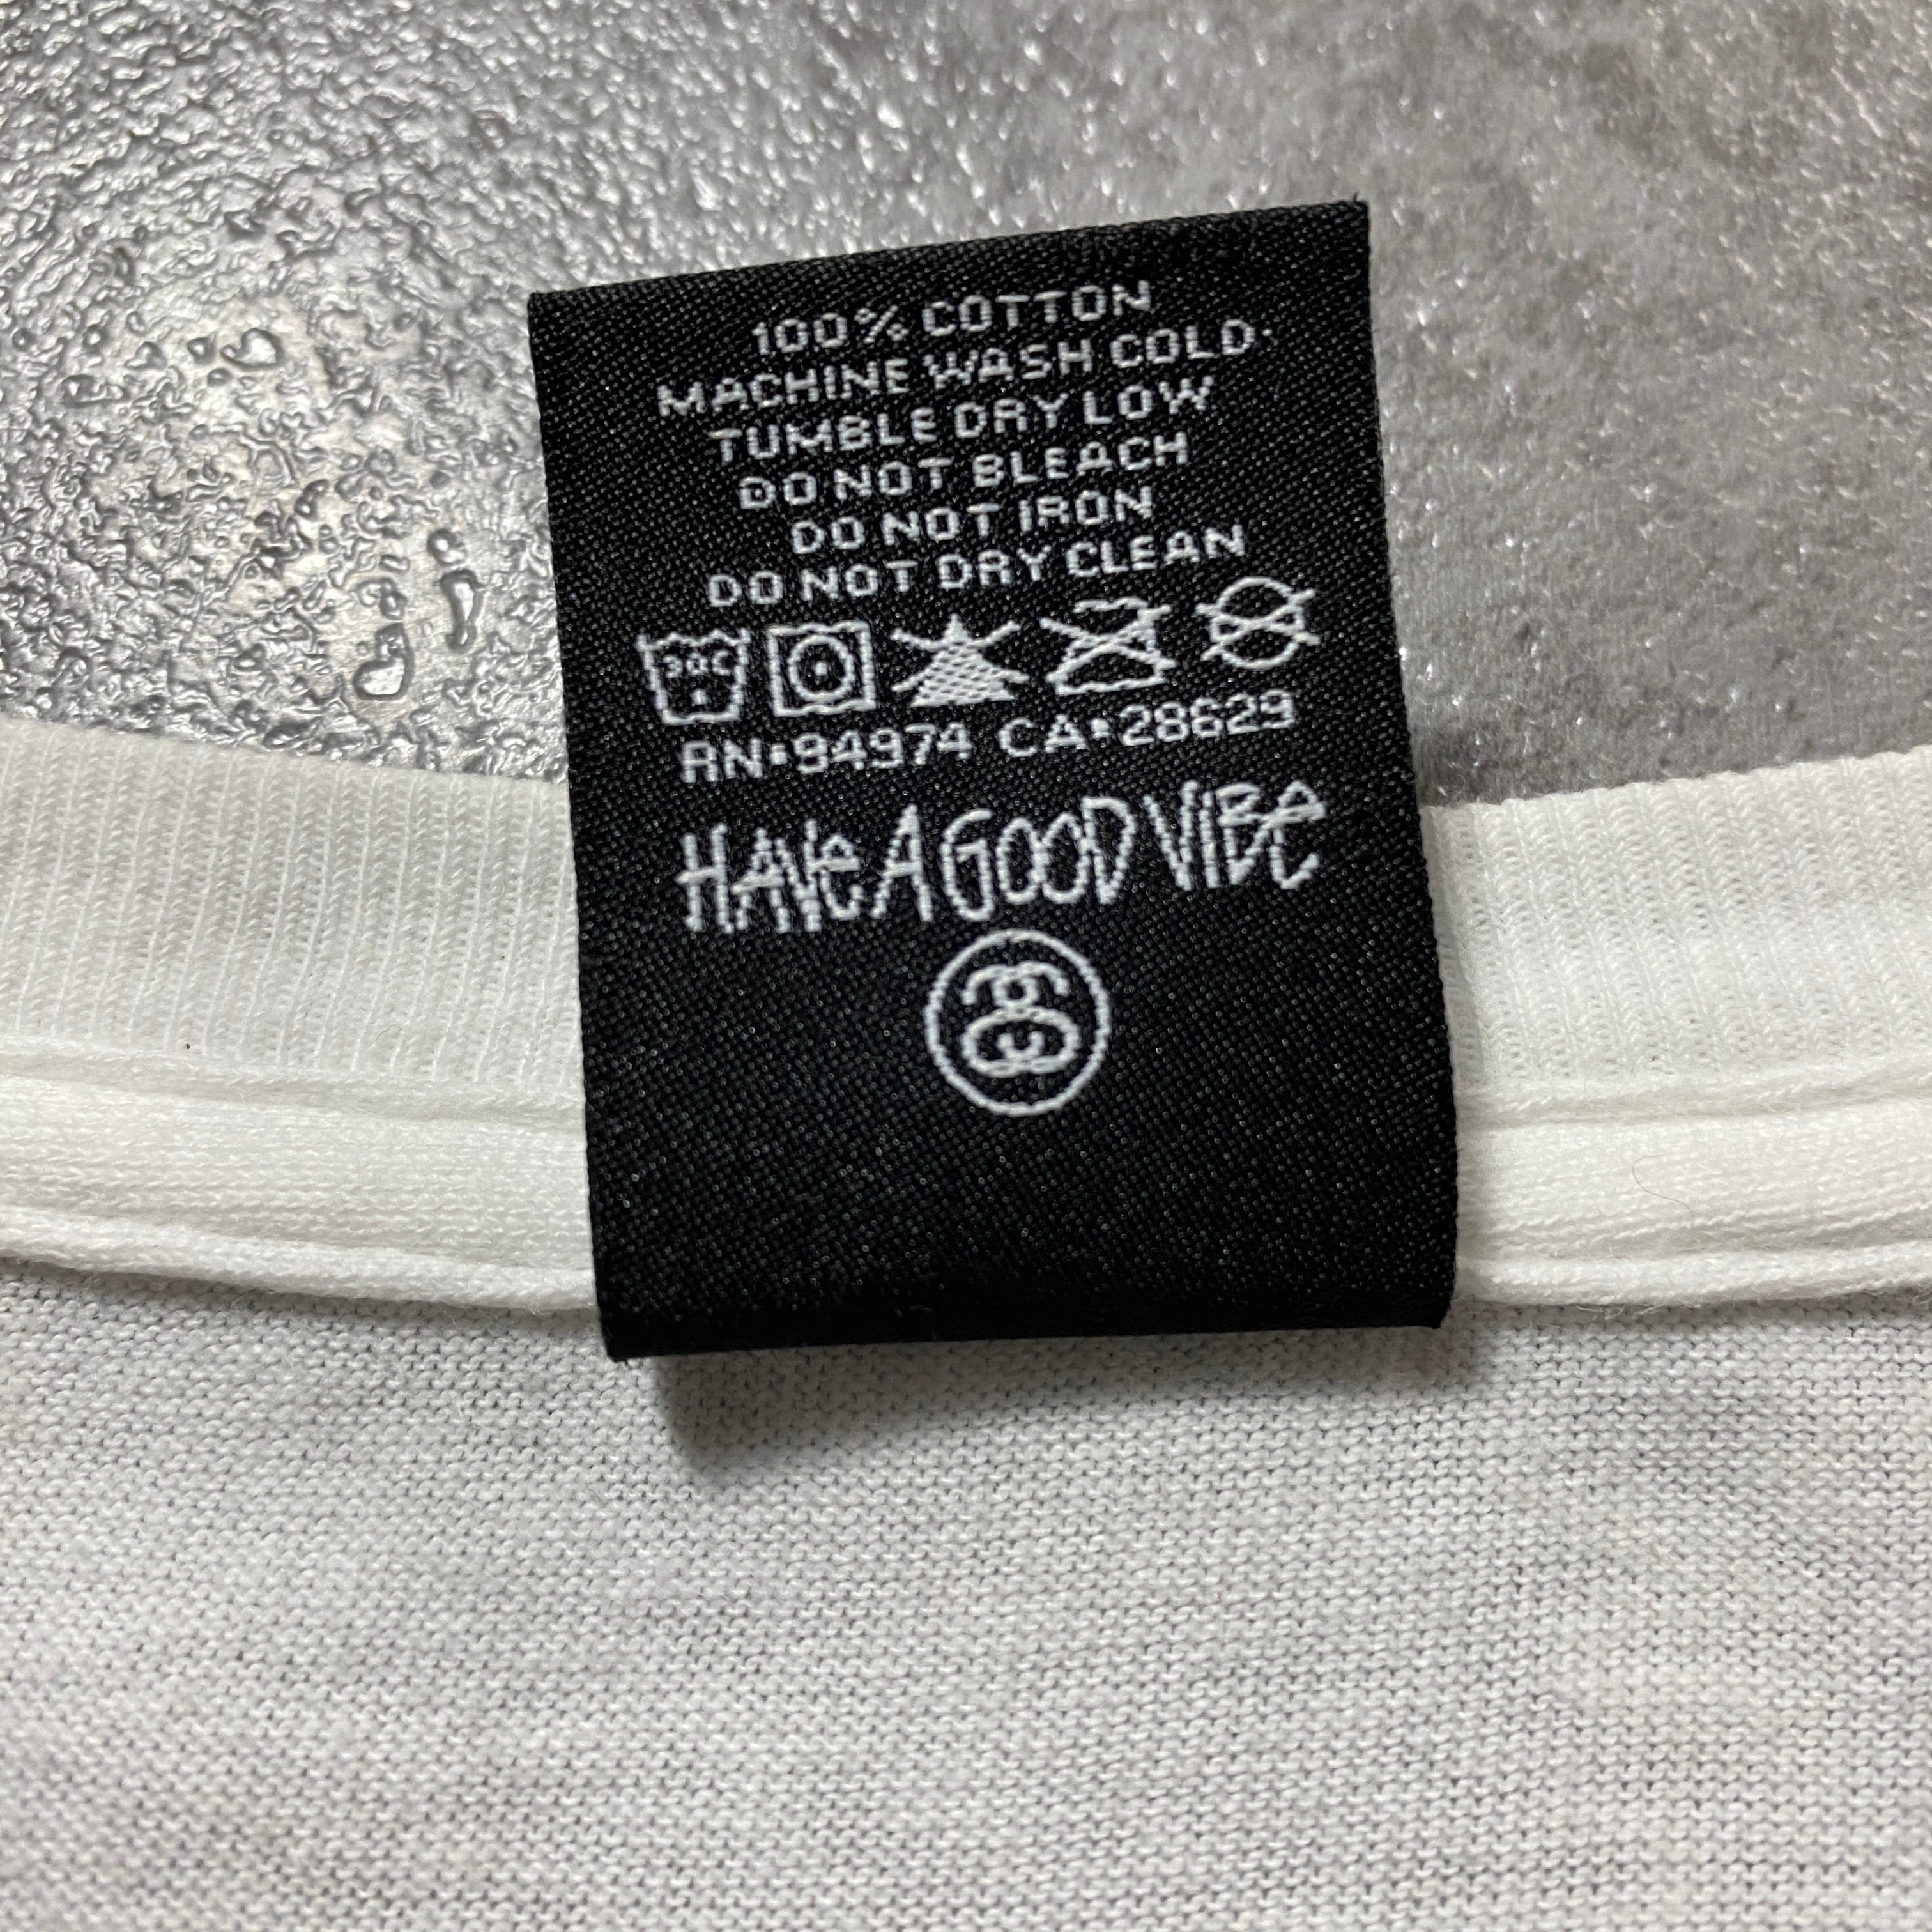 100% COTTON
MACHINE WASH COLD
TUMBLE DRY LOW
DO NOT BLEACH
DO NOT IRON
DO NOT DRY CLEAN
30C
RN•94974 CA•28629
HAVE A GOOD VIBE